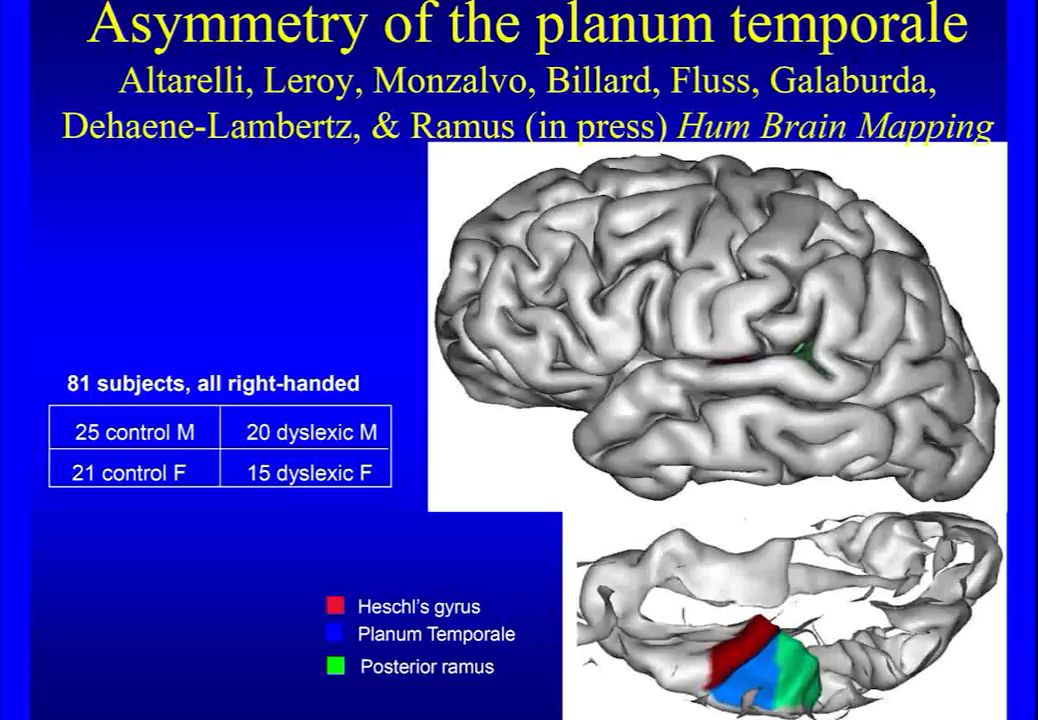 Asymmetry of the planum temporale
Altarelli, Leroy, Monzalvo, Billard, Fluss, Galaburda,
Dehaene-Lambertz, & Ramus (in press) Hum Brain Mapping
81 subjects, all right-handed
25 control M 20 dyslexic M
21 control F 15 dyslexic F
Heschl's gyrus
Planum Temporale
Posterior ramus